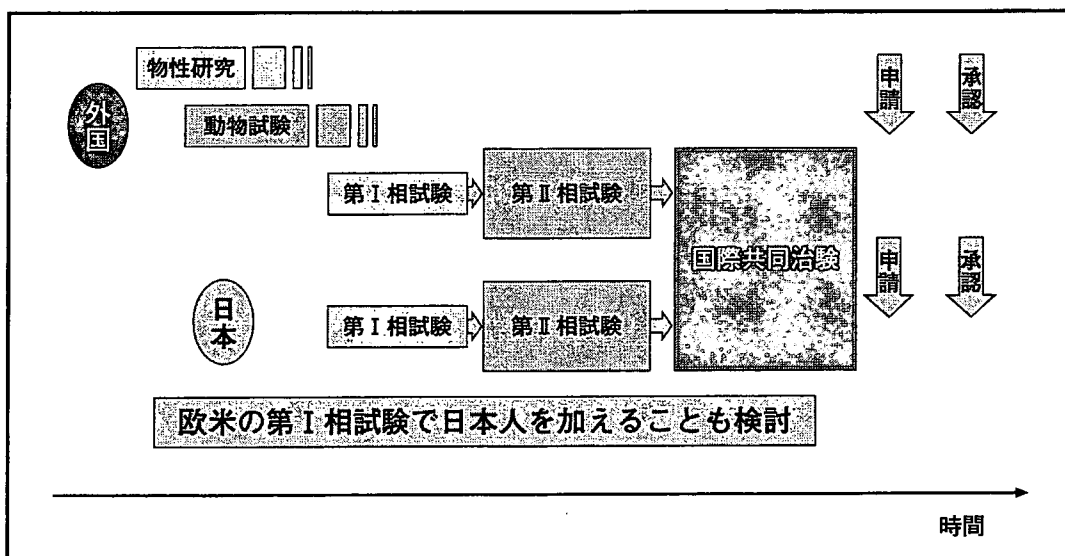 物性研究
外国
動物試験
申請
承認
第Ⅰ相試験
第Ⅱ相試験
国際共同治験
申請
承認
日本
第Ⅰ相試験
第Ⅱ相試験
欧米の第Ⅰ相試験で日本人を加えることも検討
時間